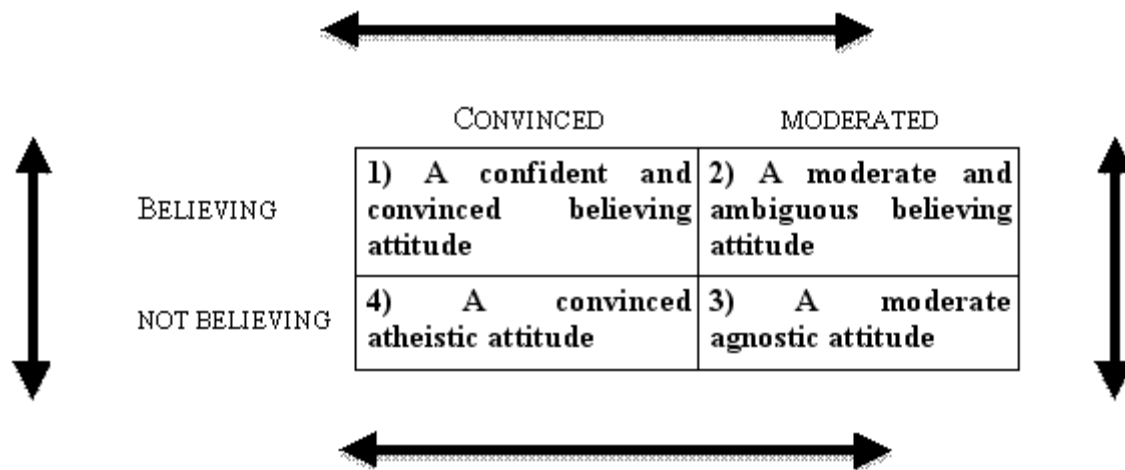 CONVINCED MODERATED
1) A confident and
convinced believing
attitude
2) A moderate and
ambiguous believing
attitude
BELIEVING
4) A convinced
atheistic attitude
3) A moderate
agnostic attitude
NOT BELIEVING